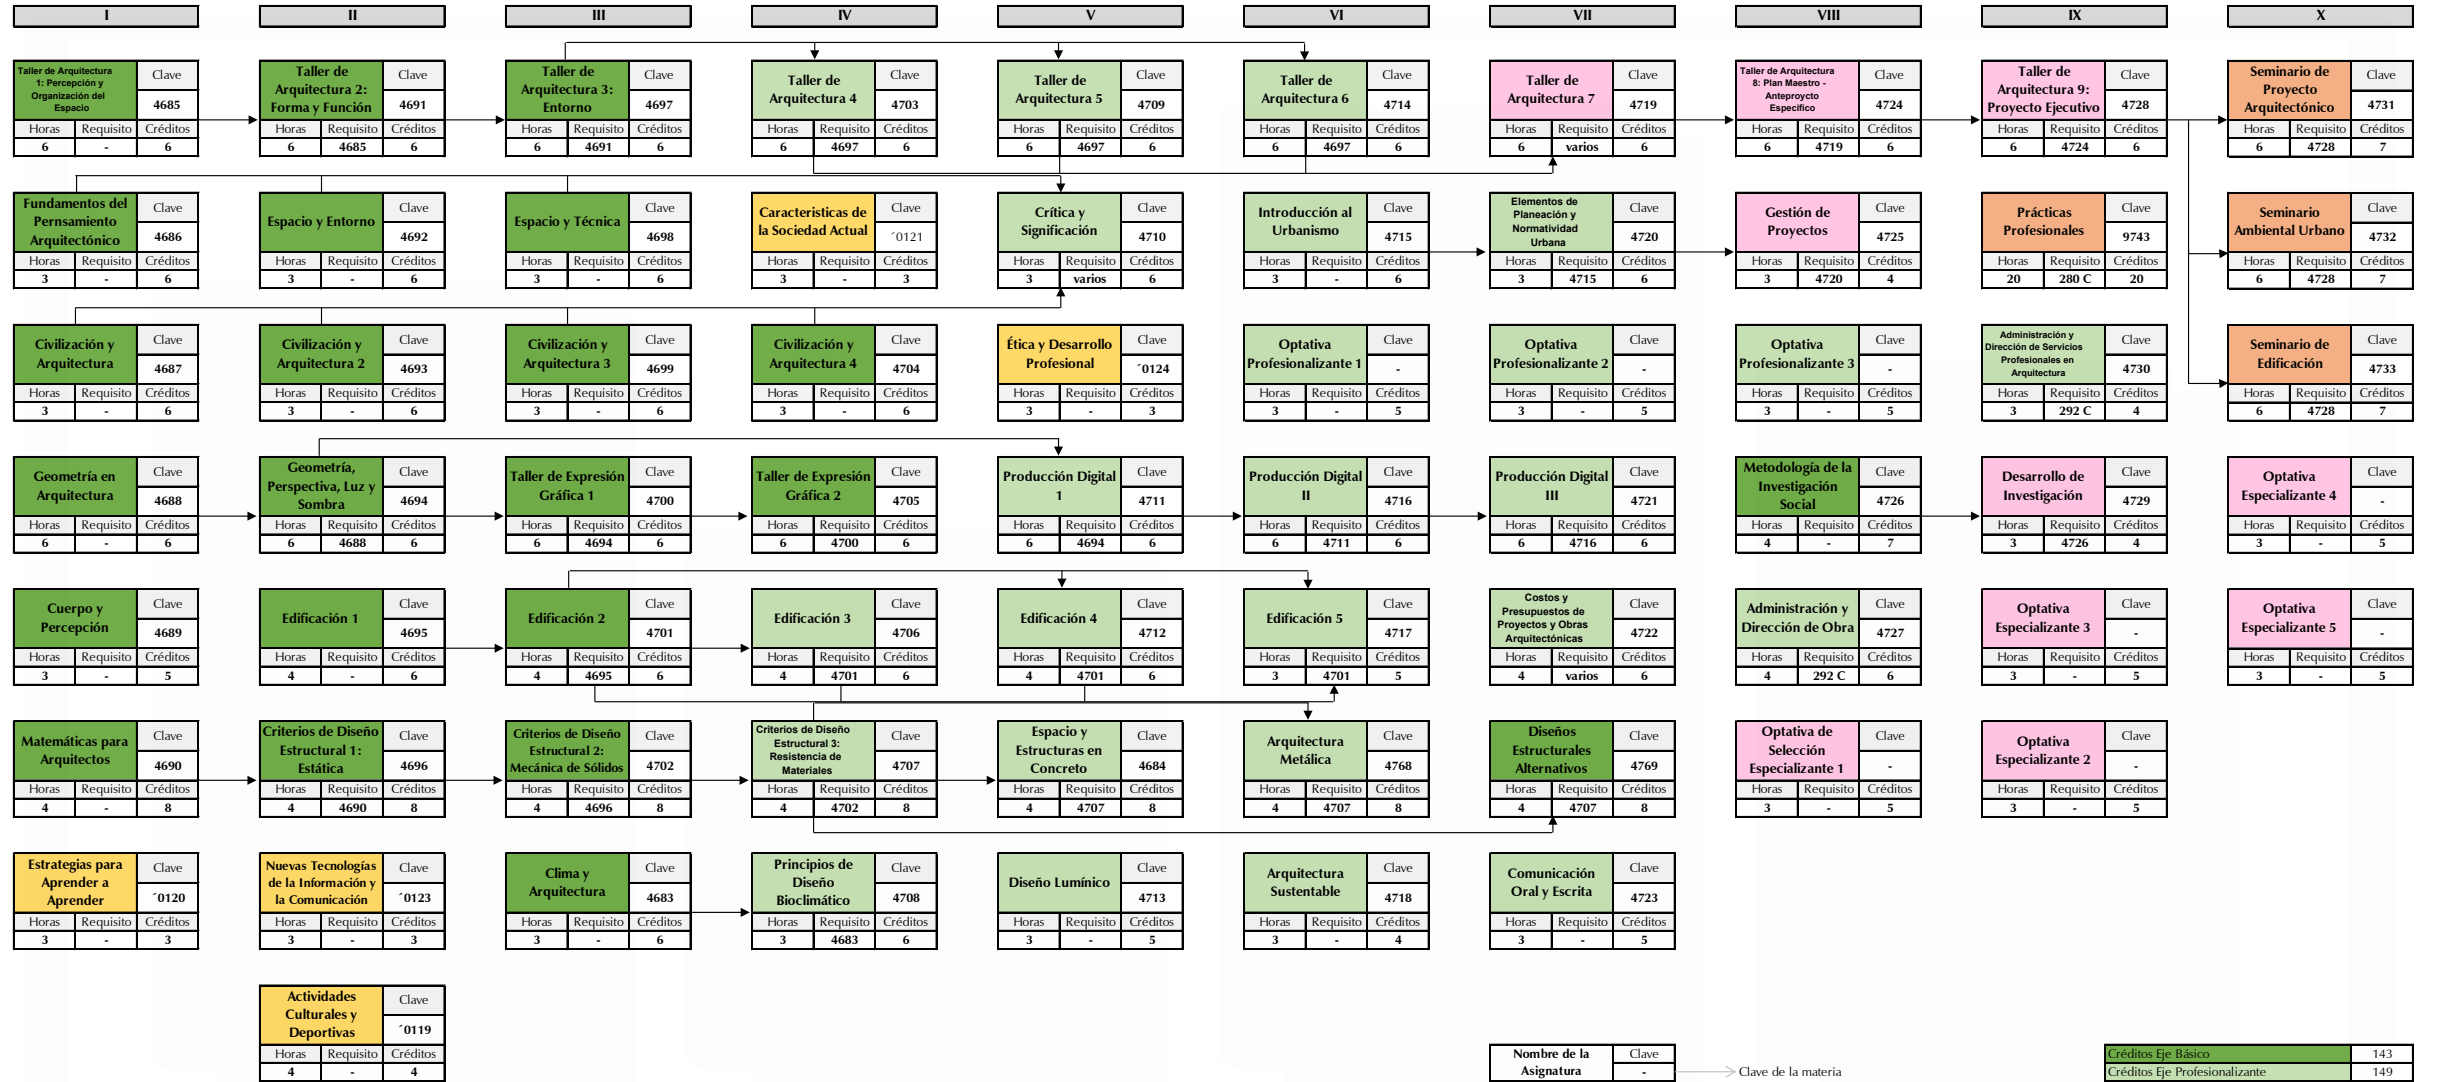 I II III IV V VI VII VIII IX X
Taller de Arquitectura Clave Taller de Clave Taller de Clave Taller de Clave Taller de Clave Taller de Clave Taller de Clave Taller de Arquitectura Clave Taller de Clave Seminario de Clave
1: Percepción y Arquitectura 2: Arquitectura 3: Arquitectura 4 Arquitectura 5 Arquitectura 6 Arquitectura 7 8: Plan Maestro - Arquitectura 9: Proyecto
Organización del Forma y Función Entorno Anteproycto Proyecto Ejecutivo Arquitectónico
Espacio 4685 4691 4697 4703 4709 4714 4719 Especifico 4724 4728 4731
Horas Requisito Créditos Horas Requisito Créditos Horas Requisito Créditos Horas Requisito Créditos Horas Requisito Créditos Horas Requisito Créditos Horas Requisito Créditos Horas Requisito Créditos Horas Requisito Créditos Horas Requisito Créditos
6 - 6 6 4685 6 6 4691 6 6 4697 6 6 4697 6 6 4697 6 6 varios 6 6 4719 6 6 4724 6 6 4728 7
Fundamentos del Clave Espacio y Entorno Clave Espacio y Técnica Clave Caracteristicas de Clave Crítica y Clave Introducción al Clave Elementos de Clave Gestión de Clave Prácticas Clave Seminario Clave
Pernsamiento la Sociedad Actual Significación Urbanismo Planeación y Proyectos Profesionales Ambiental Urbano
Arquitectónico Normatividad
4686 4692 4698 ´0121 4710 4715 Urbana 4720 4725 9743 4732
Horas Requisito Créditos Horas Requisito Créditos Horas Requisito Créditos Horas Requisito Créditos Horas Requisito Créditos Horas Requisito Créditos Horas Requisito Créditos Horas Requisito Créditos Horas Requisito Créditos Horas Requisito Créditos
3 - 6 3 - 6 3 - 6 3 - 3 3 varios 6 3 - 6 3 4715 6 3 4720 4 20 280 C 20 6 4728 7
Civilización y Clave Civilización y Clave Civilización y Clave Civilización y Clave Ética y Desarrollo Clave Optativa Clave Optativa Clave Optativa Clave Administración y Clave Seminario de Clave
Arquitectura Arquitectura 2 Arquitectura 3 Arquitectura 4 Profesional Profesionalizante 1 Profesionalizante 2 Profesionalizante 3 Dirección de Servicios Edificación
Profesionales en
4687 4693 4699 4704 ´0124 - - - Arquitectura 4730 4733
Horas Requisito Créditos Horas Requisito Créditos Horas Requisito Créditos Horas Requisito Créditos Horas Requisito Créditos Horas Requisito Créditos Horas Requisito Créditos Horas Requisito Créditos Horas Requisito Créditos Horas Requisito Créditos
3 - 6 3 - 6 3 - 6 3 - 6 3 - 3 3 - 5 3 - 5 3 - 5 3 292 C 4 6 4728 7
Geometría en Clave Geometría, Clave Taller de Expresión Clave Taller de Expresión Clave Producción Digital Clave Producción Digital Clave Producción Digital Clave Metodología de la Clave Desarrollo de Clave Optativa Clave
Arquitectura Perspectiva, Luz y Gráfica 1 Gráfica 2 1 II III Investigación Investigación Especializante 4
Sombra Social
4688 4694 4700 4705 4711 4716 4721 4726 4729 -
Horas Requisito Créditos Horas Requisito Créditos Horas Requisito Créditos Horas Requisito Créditos Horas Requisito Créditos Horas Requisito Créditos Horas Requisito Créditos Horas Requisito Créditos Horas Requisito Créditos Horas Requisito Créditos
6 - 6 6 4688 6 6 4694 6 6 4700 6 6 4694 6 6 4711 6 6 4716 6 4 - 7 3 4726 4 3 - 5
Cuerpo y Clave Edificación 1 Clave Edificación 2 Clave Edificación 3 Clave Edificación 4 Clave Edificación 5 Clave Costos y Clave Administración y Clave Optativa Clave Optativa Clave
Percepción Presupuestos de Dirección de Obra Especializante 3 Especializante 5
Proyectos y Obras
4689 4695 4701 4706 4712 4717 Arquitectónicas 4722 4727 - -
Horas Requisito Créditos Horas Requisito Créditos Horas Requisito Créditos Horas Requisito Créditos Horas Requisito Créditos Horas Requisito Créditos Horas Requisito Créditos Horas Requisito Créditos Horas Requisito Créditos Horas Requisito Créditos
3 - 5 4 - 6 4 4695 6 4 4701 6 4 4701 6 3 4701 5 4 varios 6 4 292 C 6 3 - 5 3 - 5
Matemáticas para Clave Criterios de Diseño Clave Criterios de Diseño Clave Criterios de Diseño Clave Espacio y Clave Arquitectura Clave Diseños Clave Optativa de Clave Optativa Clave
Arquitectos Estructural 1: Estructural 2: Estructural 3: Estructuras en Metálica Estructurales Selección Especializante 2
Estática Mecánica de Sólidos Resistencia de Concreto Alternativos Especializante 1
4690 4696 4702 Materiales 4707 4684 4768 4769 - -
Horas Requisito Créditos Horas Requisito Créditos Horas Requisito Créditos Horas Requisito Créditos Horas Requisito Créditos Horas Requisito Créditos Horas Requisito Créditos Horas Requisito Créditos Horas Requisito Créditos
4 - 8 4 4690 8 4 4696 8 4 4702 8 4 4707 8 4 4707 8 4 4707 8 3 - 5 3 - 5
Estrategias para Clave Nuevas Tecnologías Clave Clima y Clave Principios de Clave Diseño Lumínico Clave Arquitectura Clave Comunicación Clave
Aprender a de la Información y Arquitectura Diseño Sustentable Oral y Escrita
Aprender la Comunicación Bioclimático
´0120 ´0123 4683 4708 4713 4718 4723
Horas Requisito Créditos Horas Requisito Créditos Horas Requisito Créditos Horas Requisito Créditos Horas Requisito Créditos Horas Requisito Créditos Horas Requisito Créditos
3 - 3 3 - 3 3 - 6 3 4683 6 3 - 5 3 - 4 3 - 5
Actividades Clave
Culturales y
Deportivas ´0119
Horas Requisito Créditos
4 - 4
Nombre de la Clave
Asignatura - Clave de la materia
Créditos Eje Básico 143
Créditos Eje Profesionalizante 149